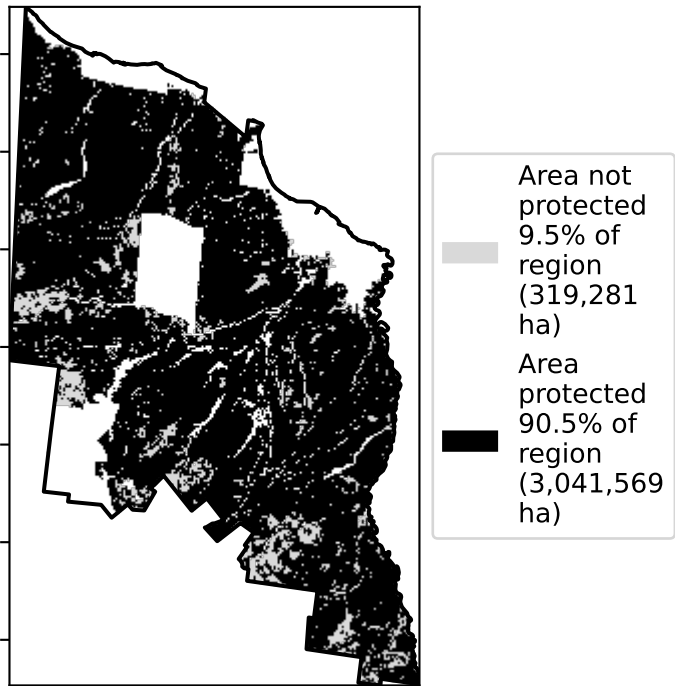 Area not
protected
9.5% of
region
(319,281
ha)
Area
protected
90.5% of
region
(3,041,569
ha)